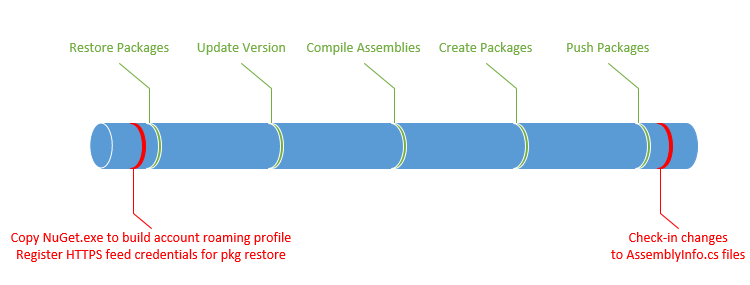 Restore Packages
Update Version
Compile Assemblies
Create Packages
Push Packages
Copy NuGet.exe to build account roaming profile
Register HTTPS feed credentials for pkg restore
Check-in changes
to AssemblyInfo.cs files